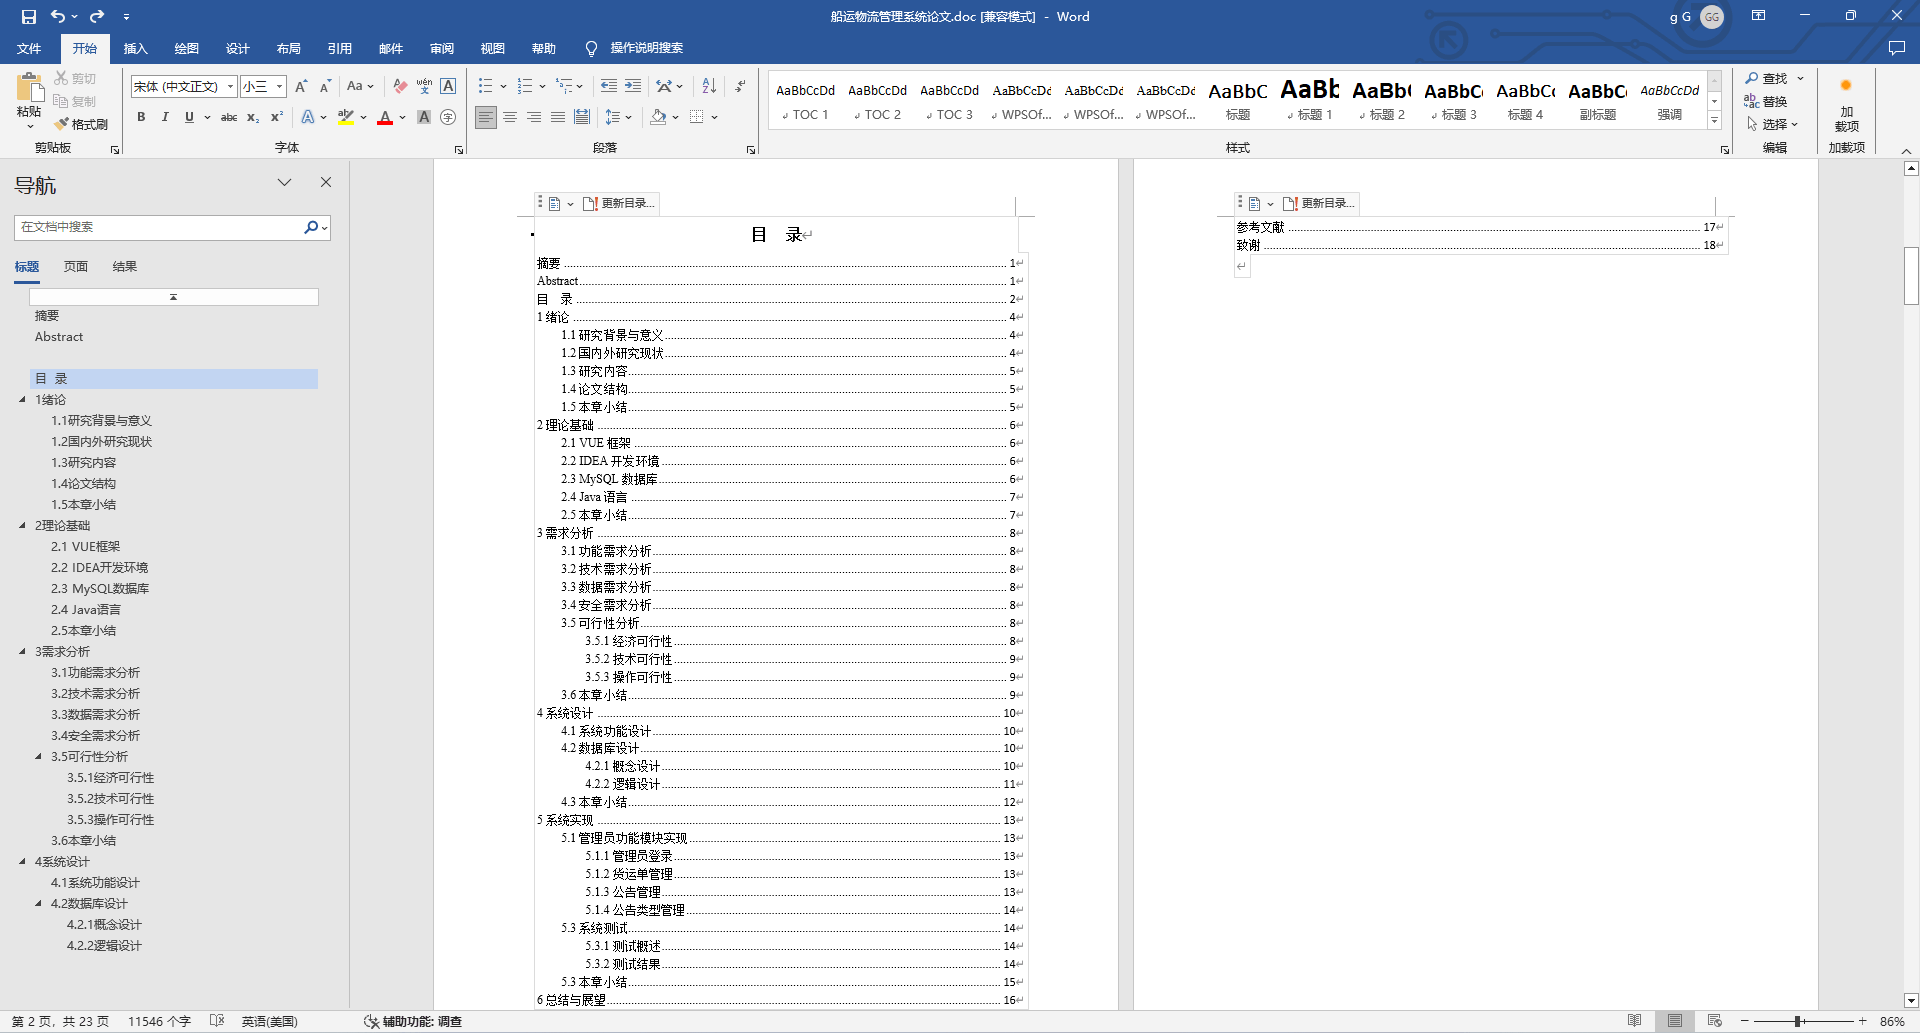 船运物流管理系统论文.doc [兼容模式] - Word
g G
GG
文件 开始 插入 绘图 设计 布局 引用 邮件 审阅 视图 帮助 操作说明搜索
粘贴
剪切
复制
格式刷
剪贴板
宋体 (中文正文) 小三
字体
段落
AaBbCcDd AaBbCcDd AaBbCcDd AaBbCcDd AaBbCcDd AaBbCcDd AaBbC AaBb AaBb( AaBbC AaBbCc AaBbC AaBbCcDd
TOC 1 TOC 2 TOC 3 WPSOf... WPSOf... WPSOf... 标题 标题 1 标题 2 标题 3 标题 4 副标题 强调
样式
查找
替换
选择
编辑
加
载项
加载项
导航
在文档中搜索
标题 页面 结果
摘要
Abstract
目 录
1绪论
1.1研究背景与意义
1.2国内外研究现状
1.3研究内容
1.4论文结构
1.5本章小结
2理论基础
2.1 VUE框架
2.2 IDEA开发环境
2.3 MySQL数据库
2.4 Java语言
2.5本章小结
3需求分析
3.1功能需求分析
3.2技术需求分析
3.3数据需求分析
3.4安全需求分析
3.5可行性分析
3.5.1经济可行性
3.5.2技术可行性
3.5.3操作可行性
3.6本章小结
4系统设计
4.1系统功能设计
4.2数据库设计
4.2.1概念设计
4.2.2逻辑设计
更新目录...
目 录
摘要 1
Abstract 1
目 录 2
1 绪论 4
1.1 研究背景与意义 4
1.2 国内外研究现状 4
1.3 研究内容 5
1.4 论文结构 5
1.5 本章小结 5
2 理论基础 6
2.1 VUE 框架 6
2.2 IDEA 开发环境 6
2.3 MySQL 数据库 6
2.4 Java 语言 7
2.5 本章小结 7
3 需求分析 8
3.1 功能需求分析 8
3.2 技术需求分析 8
3.3 数据需求分析 8
3.4 安全需求分析 8
3.5 可行性分析 8
3.5.1 经济可行性 8
3.5.2 技术可行性 9
3.5.3 操作可行性 9
3.6 本章小结 9
4 系统设计 10
4.1 系统功能设计 10
4.2 数据库设计 10
4.2.1 概念设计 10
4.2.2 逻辑设计 11
4.3 本章小结 12
5 系统实现 13
5.1 管理员功能模块实现 13
5.1.1 管理员登录 13
5.1.2 货运单管理 13
5.1.3 公告管理 13
5.1.4 公告类型管理 14
5.3 系统测试 14
5.3.1 测试概述 14
5.3.2 测试结果 14
5.3 本章小结 15
6 总结与展望 16
更新目录...
参考文献 17
致谢 18
第 2 页，共 23 页 11546 个字 英语(美国) 辅助功能: 调查 86%